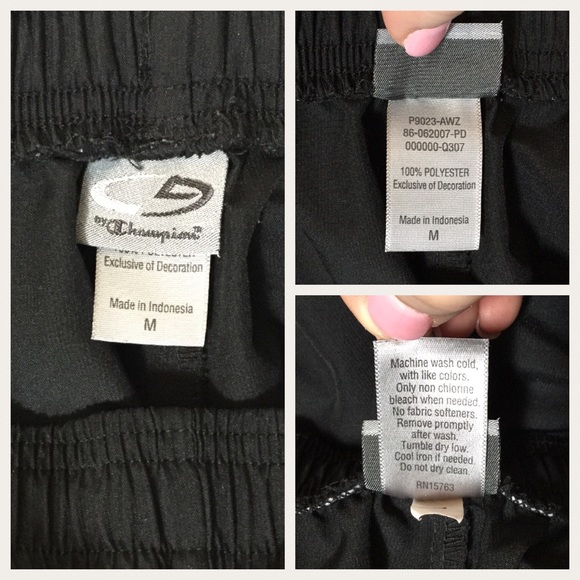 by Champion
100% POLYESTER
Exclusive of Decoration
Made in Indonesia
M
P9023-AWZ
86-062007-PD
000000-Q307
100% POLYESTER
Exclusive of Decoration
Made in Indonesia
M
Machine wash cold,
with like colors.
Only non chlorine
bleach when needed.
No fabric softeners.
Remove promptly
after wash.
Tumble dry low.
Cool iron if needed.
Do not dry clean.
RN15763